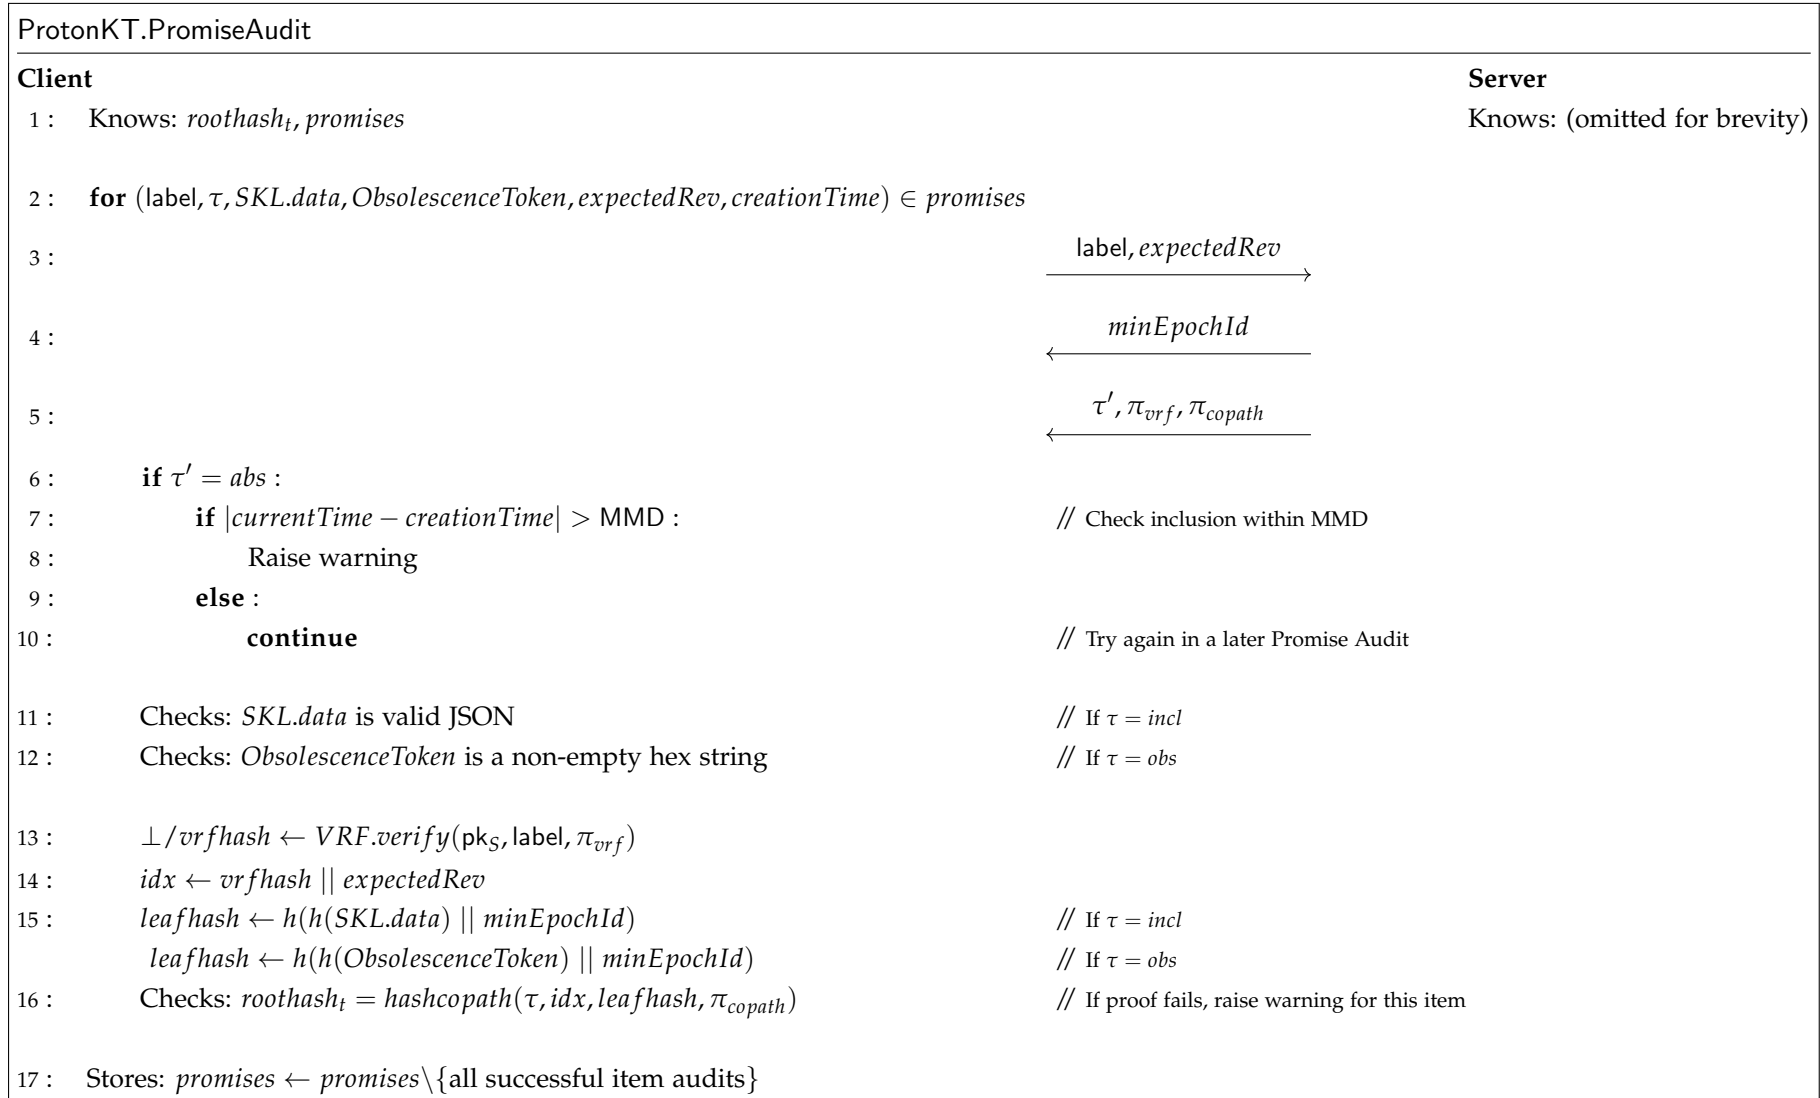 ProtonKT.PromiseAudit
Client Server
1 : Knows: roothash_t, promises Knows: (omitted for brevity)
2 : for (label, τ, SKL.data, ObsolescenceToken, expectedRev, creationTime) ∈ promises
3 : label, expectedRev
4 : minEpochId
5 : τ′, π_vrf, π_copath
6 : if τ′ = abs :
7 : if |currentTime − creationTime| > MMD : // Check inclusion within MMD
8 : Raise warning
9 : else :
10 : continue // Try again in a later Promise Audit
11 : Checks: SKL.data is valid JSON // If τ = incl
12 : Checks: ObsolescenceToken is a non-empty hex string // If τ = obs
13 : ⊥/vrfhash ← VRF.verify(pk_S, label, π_vrf)
14 : idx ← vrfhash || expectedRev
15 : leafhash ← h(h(SKL.data) || minEpochId) // If τ = incl
leafhash ← h(h(ObsolescenceToken) || minEpochId) // If τ = obs
16 : Checks: roothash_t = hashcopath(τ, idx, leafhash, π_copath) // If proof fails, raise warning for this item
17 : Stores: promises ← promises\{all successful item audits}